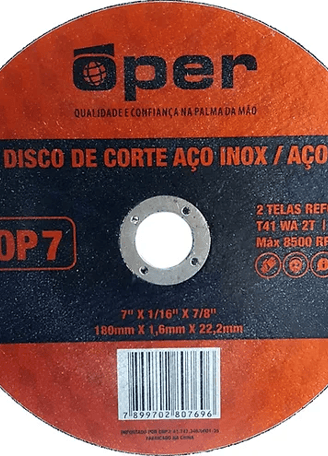 öper
QUALIDADE E CONFIANÇA NA PALMA DA MÃO
DISCO DE CORTE AÇO INOX / AÇO
OP7
2 TELAS REF
T41 WA 2T |
Máx 8500 RP
7" X 1/16" X 7/8"
180mm X 1,6mm X 22,2mm
7 899702 807696